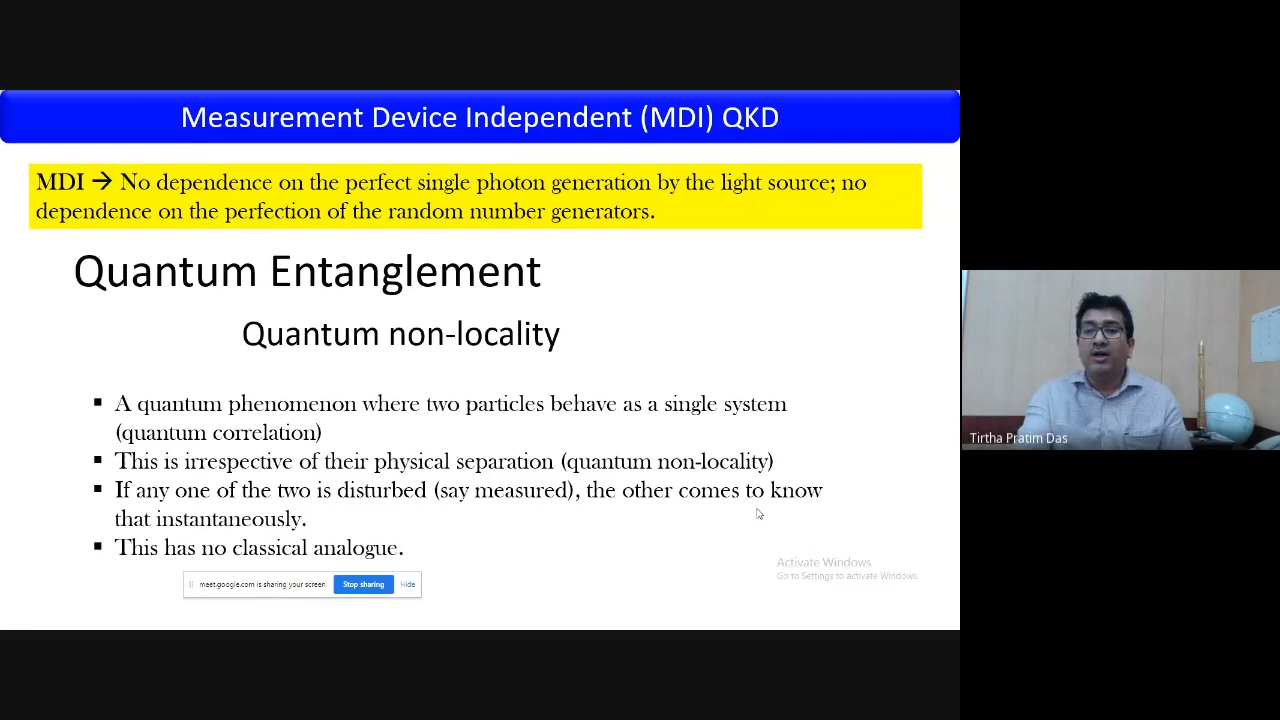 Measurement Device Independent (MDI) QKD
MDI → No dependence on the perfect single photon generation by the light source; no
dependence on the perfection of the random number generators.
Quantum Entanglement
Quantum non-locality
▪ A quantum phenomenon where two particles behave as a single system
(quantum correlation)
▪ This is irrespective of their physical separation (quantum non-locality)
▪ If any one of the two is disturbed (say measured), the other comes to know
that instantaneously.
▪ This has no classical analogue.
meet.google.com is sharing your screen. Stop sharing Hide
Activate Windows
Go to Settings to activate Windows.
Tirtha Pratim Das